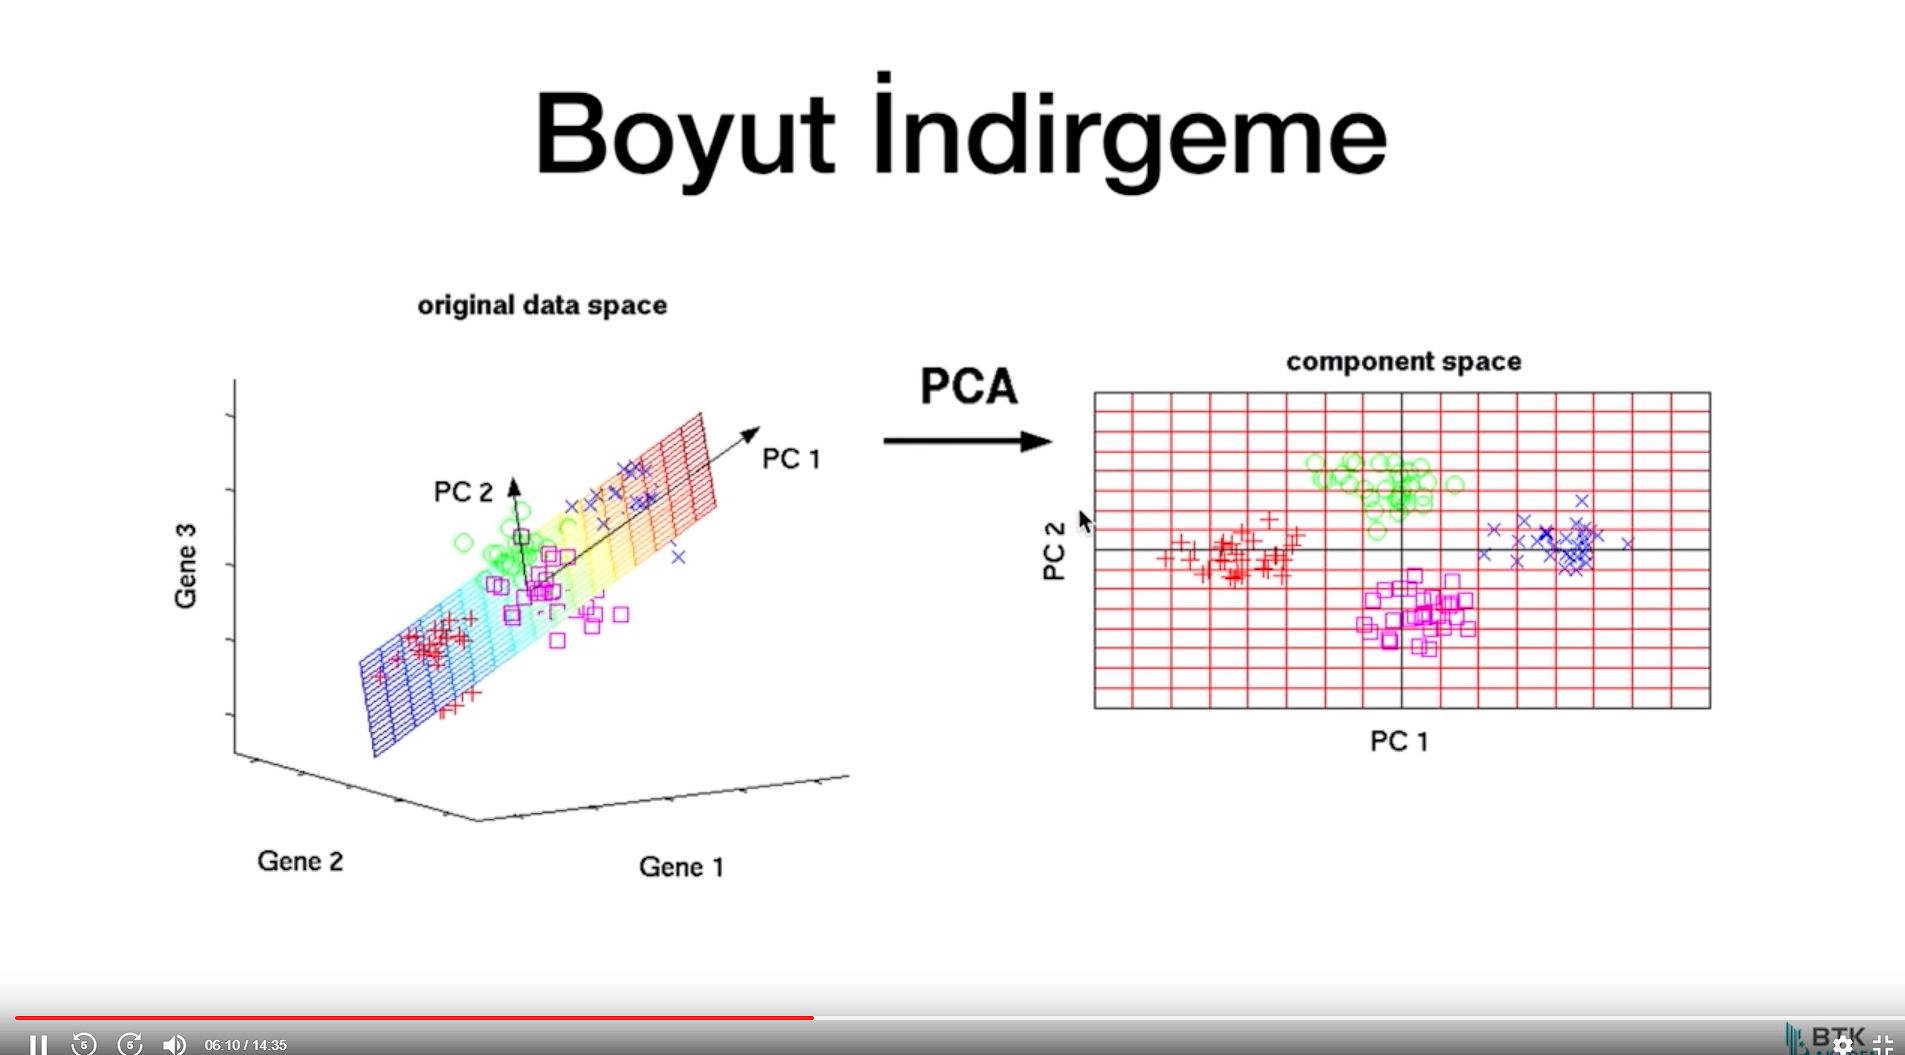 Boyut İndirgeme
original data space
PCA
component space
PC 1
PC 2
Gene 3
Gene 2
Gene 1
PC 2
PC 1
5
5
06:10 / 14:35
BTK